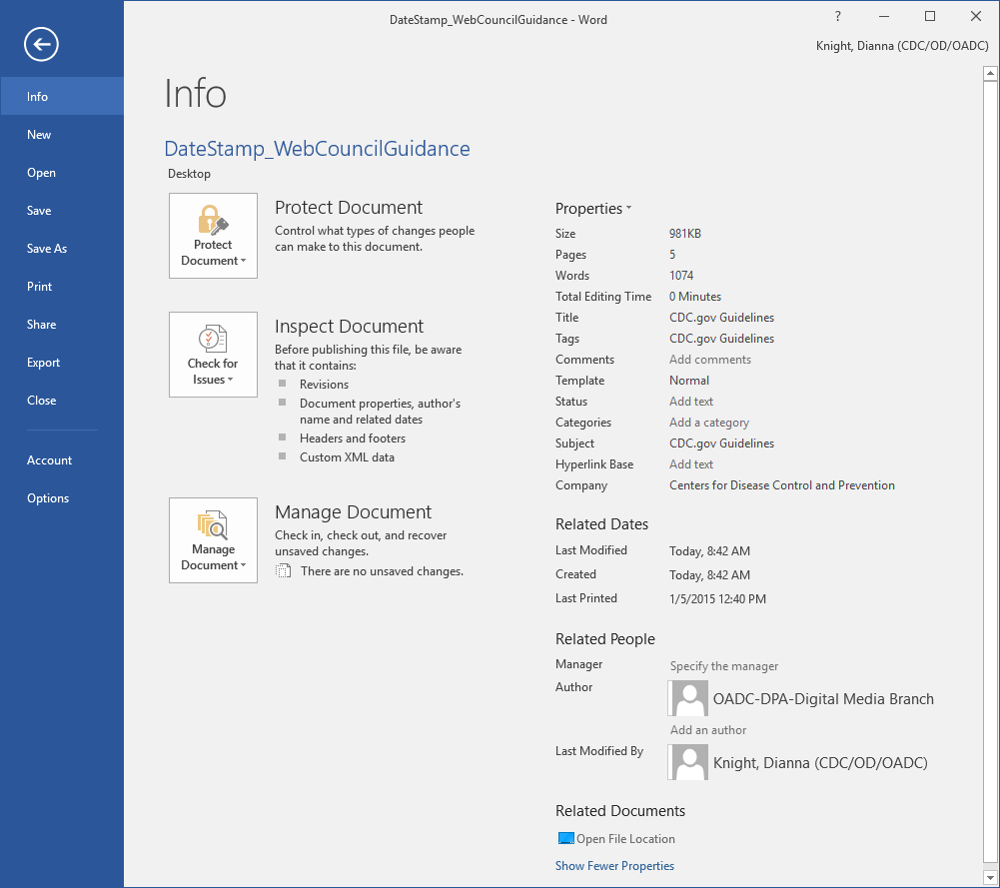 DateStamp_WebCouncilGuidance - Word
?
Knight, Dianna (CDC/OD/OADC)
Info
New
Open
Save
Save As
Print
Share
Export
Close
Account
Options
Info
DateStamp_WebCouncilGuidance
Desktop
Protect
Document
Protect Document
Control what types of changes people
can make to this document.
Check for
Issues
Inspect Document
Before publishing this file, be aware
that it contains:
Revisions
Document properties, author's
name and related dates
Headers and footers
Custom XML data
Manage
Document
Manage Document
Check in, check out, and recover
unsaved changes.
There are no unsaved changes.
Properties
Size 981KB
Pages 5
Words 1074
Total Editing Time 0 Minutes
Title CDC.gov Guidelines
Tags CDC.gov Guidelines
Comments Add comments
Template Normal
Status Add text
Categories Add a category
Subject CDC.gov Guidelines
Hyperlink Base Add text
Company Centers for Disease Control and Prevention
Related Dates
Last Modified Today, 8:42 AM
Created Today, 8:42 AM
Last Printed 1/5/2015 12:40 PM
Related People
Manager Specify the manager
Author OADC-DPA-Digital Media Branch
Add an author
Last Modified By Knight, Dianna (CDC/OD/OADC)
Related Documents
Open File Location
Show Fewer Properties